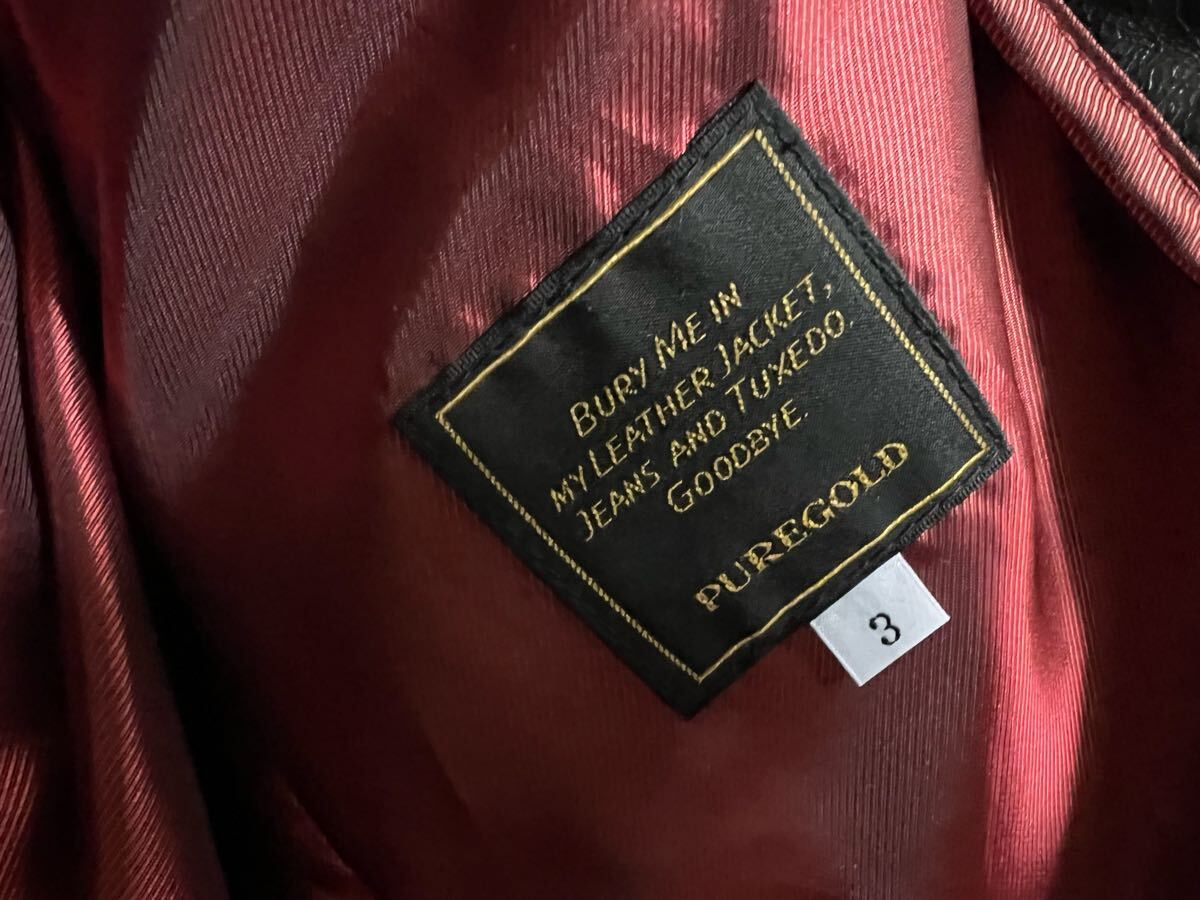 BURY ME IN
MY LEATHER JACKET,
JEANS AND TUXEDO
GOODBYE.
PUREGOLD
3